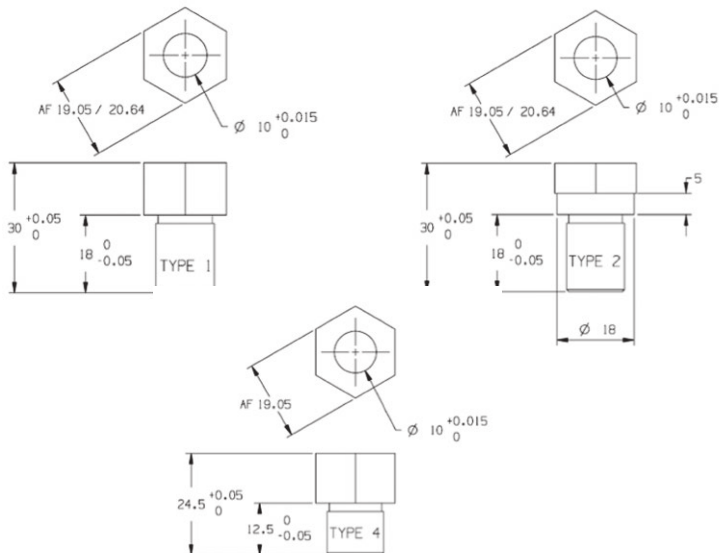 AF 19.05 / 20.64
Ø 10 +0.015 0
30 +0.05 0
18 0 -0.05
TYPE 1
AF 19.05 / 20.64
Ø 10 +0.015 0
5
30 +0.05 0
18 0 -0.05
TYPE 2
Ø 18
AF 19.05
Ø 10 +0.015 0
24.5 +0.05 0
12.5 0 -0.05
TYPE 4